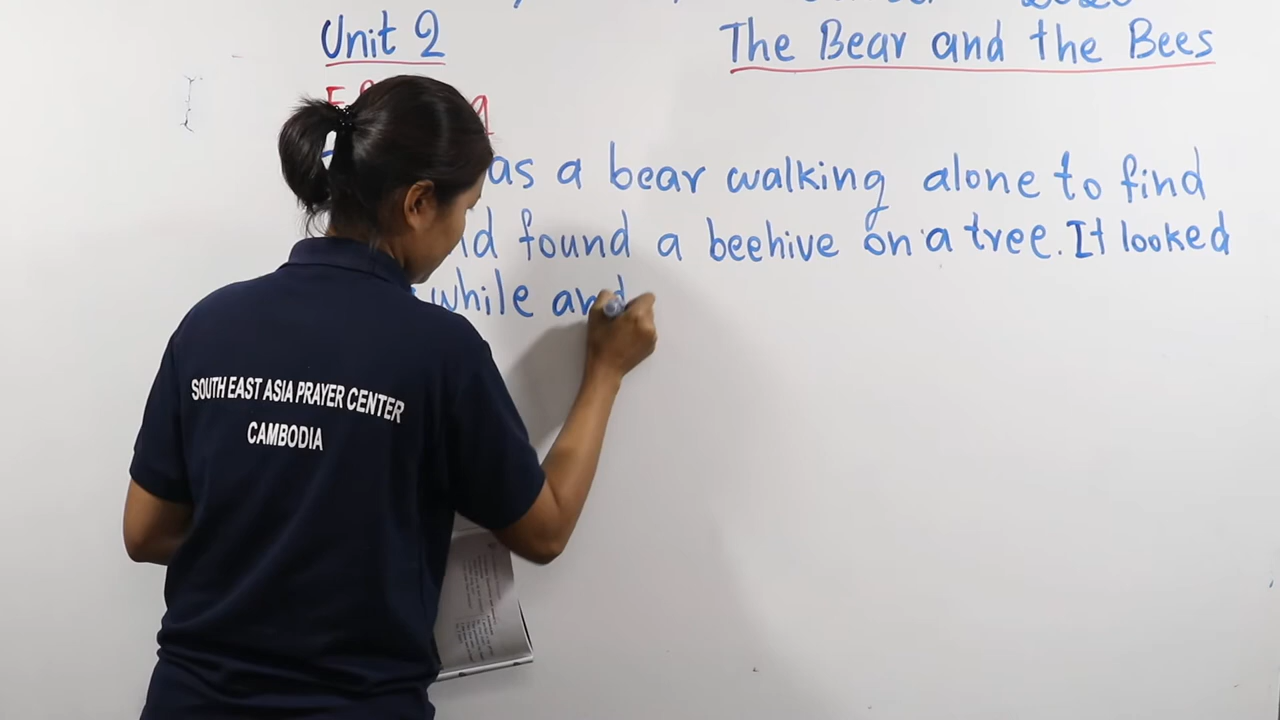 Unit 2
The Bear and the Bees
as a bear walking alone to find
found a beehive on a tree. It looked
while and
SOUTH EAST ASIA PRAYER CENTER
CAMBODIA